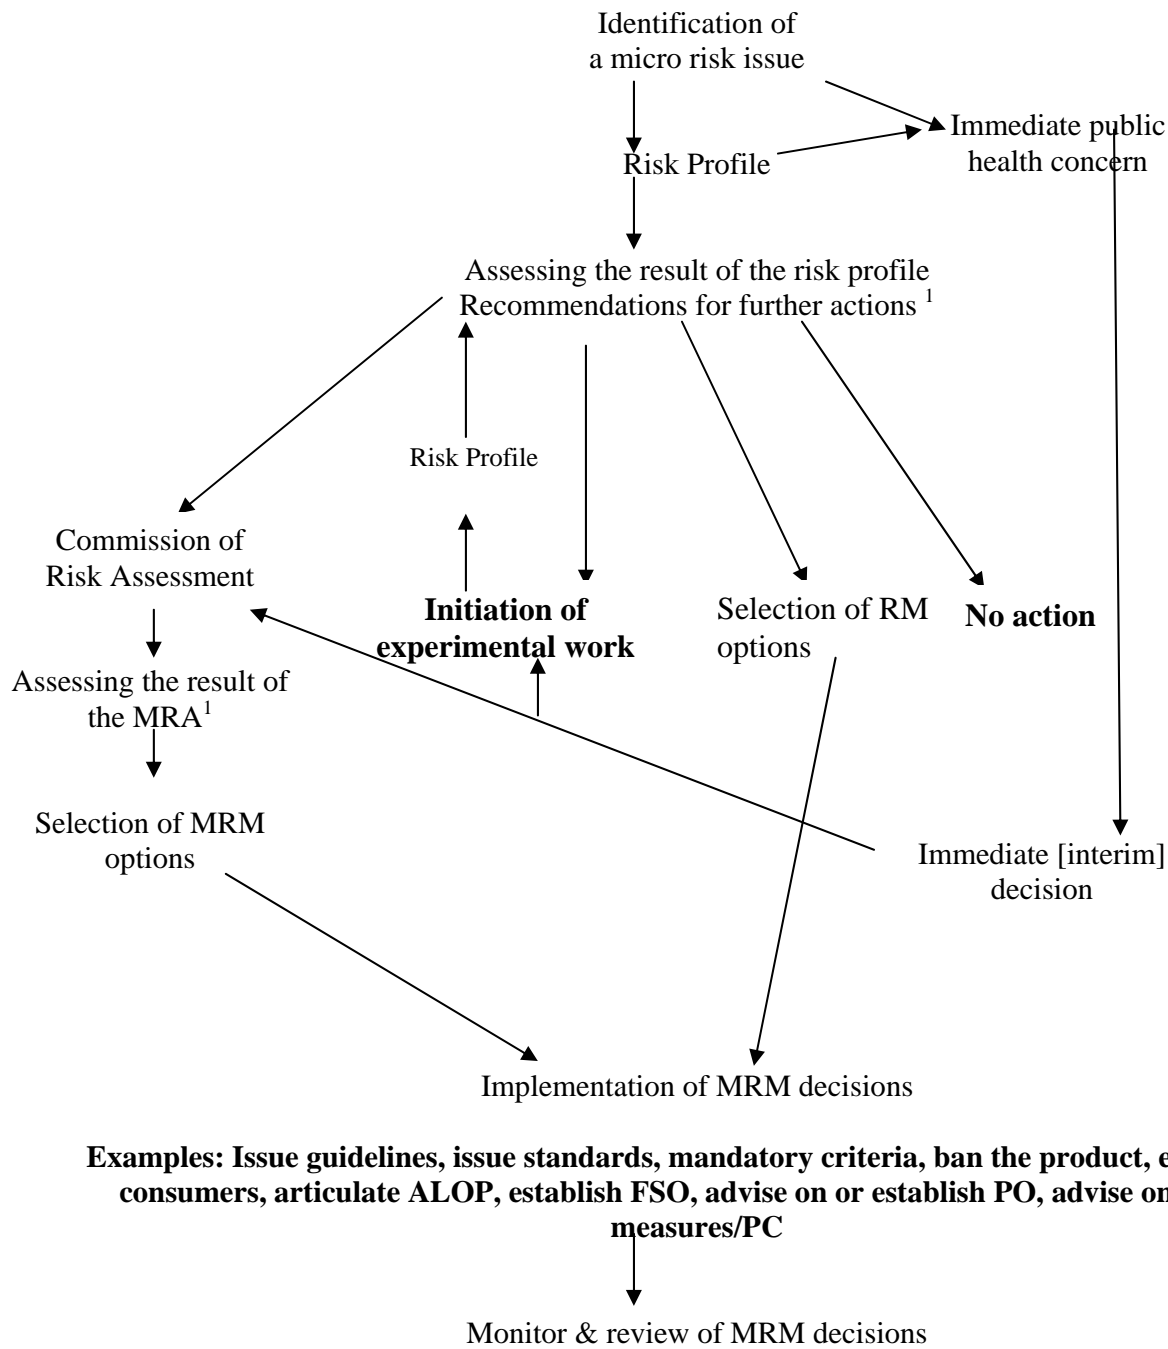 Identification of
a micro risk issue
Immediate public
health concern
Risk Profile
Assessing the result of the risk profile
Recommendations for further actions 1
Risk Profile
Commission of
Risk Assessment
Initiation of
experimental work
Selection of RM
options
No action
Assessing the result of
the MRA1
Selection of MRM
options
Immediate [interim]
decision
Implementation of MRM decisions
Examples: Issue guidelines, issue standards, mandatory criteria, ban the product,
consumers, articulate ALOP, establish FSO, advise on or establish PO, advise on
measures/PC
Monitor & review of MRM decisions